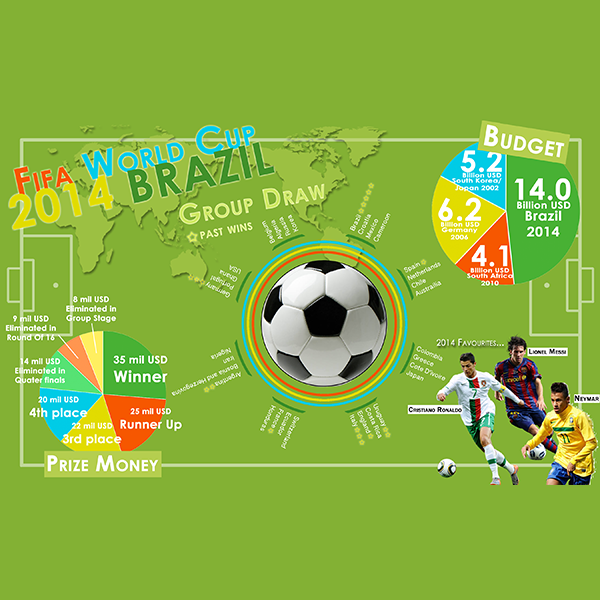 FIFA WORLD CUP
2014 BRAZIL
GROUP DRAW
PAST WINS
Brazil
Croatia
Mexico
Cameroon
Spain
Netherlands
Chile
Australia
Colombia
Greece
Cote D'ivoire
Japan
Uruguay
Costa Rica
England
Italy
Switzerland
Ecuador
France
Honduras
Argentina
Bosnia and Herzegovina
Iran
Nigeria
Germany
Portugal
Ghana
USA
Belgium
Algeria
Russia
Korea
BUDGET
5.2
Billion USD
South Korea/
Japan 2002
14.0
Billion USD
Brazil
2014
6.2
Billion USD
Germany
2006
4.1
Billion USD
South Africa
2010
8 mil USD
Eliminated in
Group Stage
9 mil USD
Eliminated in
Round Of 16
14 mil USD
Eliminated in
Quater finals
35 mil USD
Winner
20 mil USD
4th place
25 mil USD
Runner Up
22 mil USD
3rd place
PRIZE MONEY
2014 FAVOURITES...
LIONEL MESSI
NEYMAR
CRISTIANO RONALDO
7
11